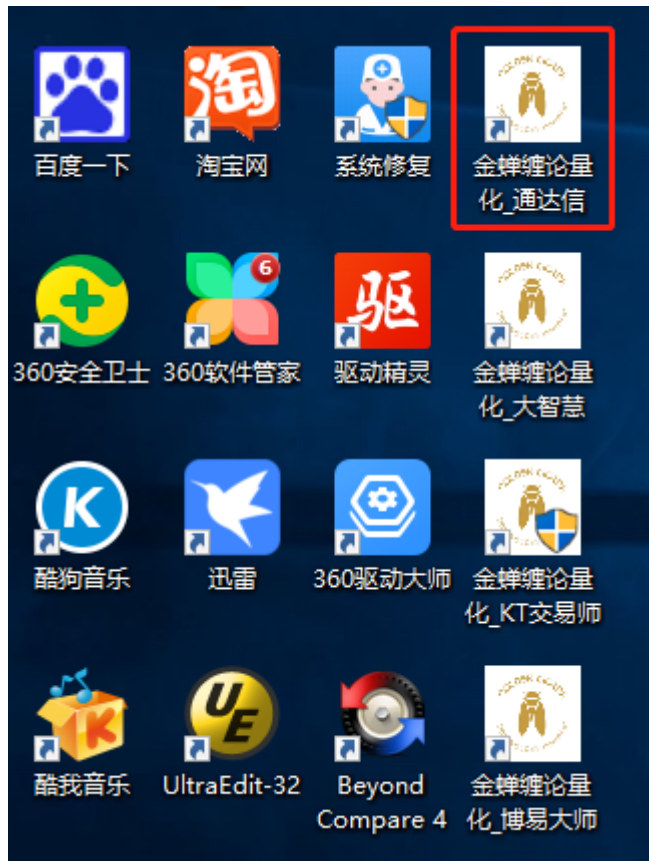 淘
百度一下 淘宝网 系统修复 金蝉缠论量
化_通达信
6
驱
360安全卫士 360软件管家 驱动精灵 金蝉缠论量
化_大智慧
K
酷狗音乐 迅雷 360驱动大师 金蝉缠论量
化_KT交易师
K UE
酷我音乐 UltraEdit-32 Beyond 金蝉缠论量
Compare 4 化_博易大师